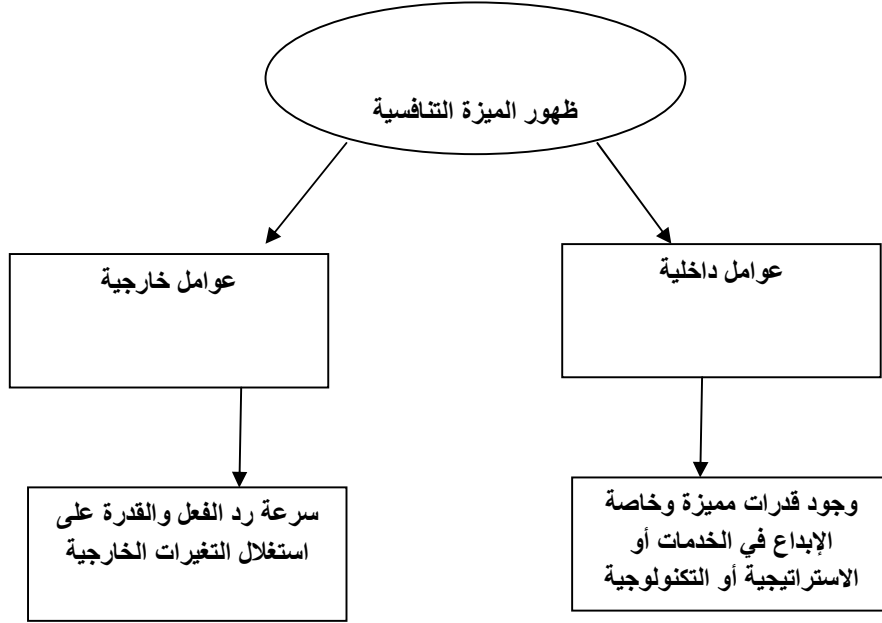 ظهور الميزة التنافسية
عوامل داخلية
عوامل خارجية
وجود قدرات مميزة وخاصة
الإبداع في الخدمات أو
الاستراتيجية أو التكنولوجية
سرعة رد الفعل والقدرة على
استغلال التغيرات الخارجية